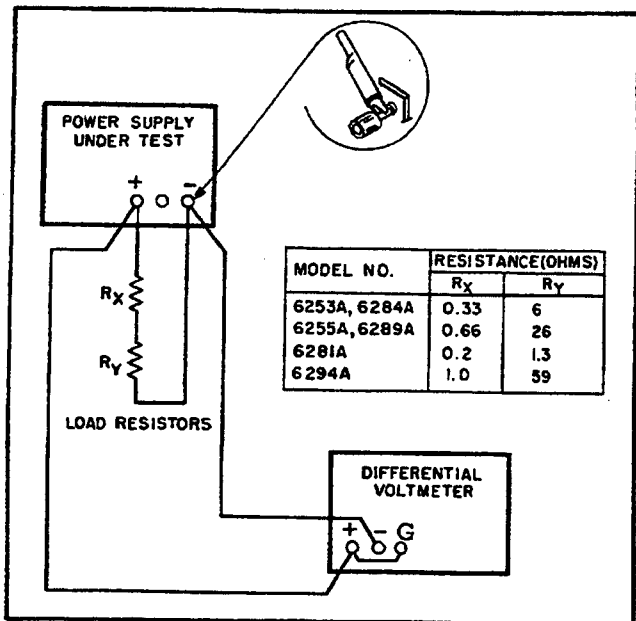 POWER SUPPLY
UNDER TEST
+ -
RX
RY
LOAD RESISTORS
MODEL NO. RESISTANCE(OHMS)
RX RY
6253A, 6284A 0.33 6
6255A, 6289A 0.66 26
6281A 0.2 1.3
6294A 1.0 59
DIFFERENTIAL
VOLTMETER
+ - G